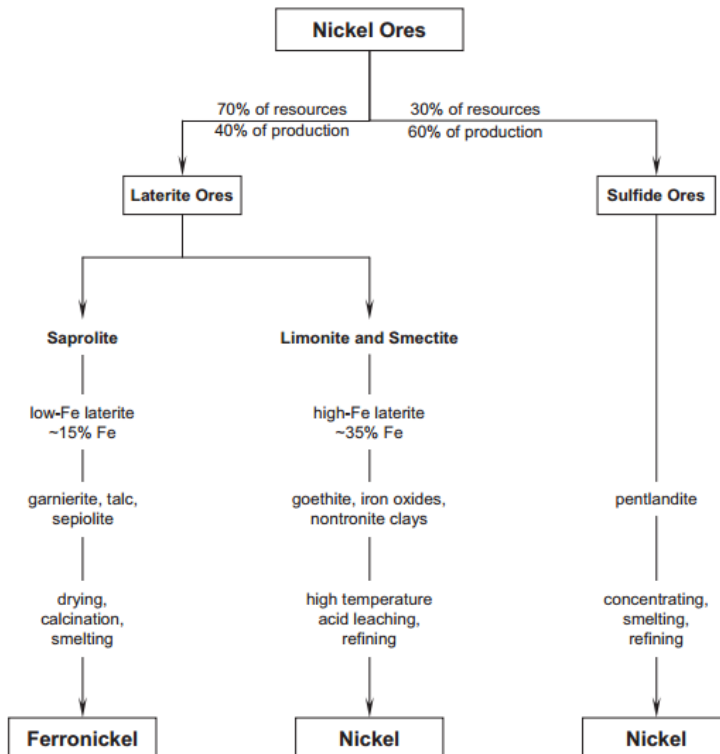 Nickel Ores
70% of resources
40% of production
30% of resources
60% of production
Laterite Ores
Sulfide Ores
Saprolite
Limonite and Smectite
low-Fe laterite
~15% Fe
high-Fe laterite
~35% Fe
garnierite, talc,
sepiolite
goethite, iron oxides,
nontronite clays
pentlandite
drying,
calcination,
smelting
high temperature
acid leaching,
refining
concentrating,
smelting,
refining
Ferronickel
Nickel
Nickel